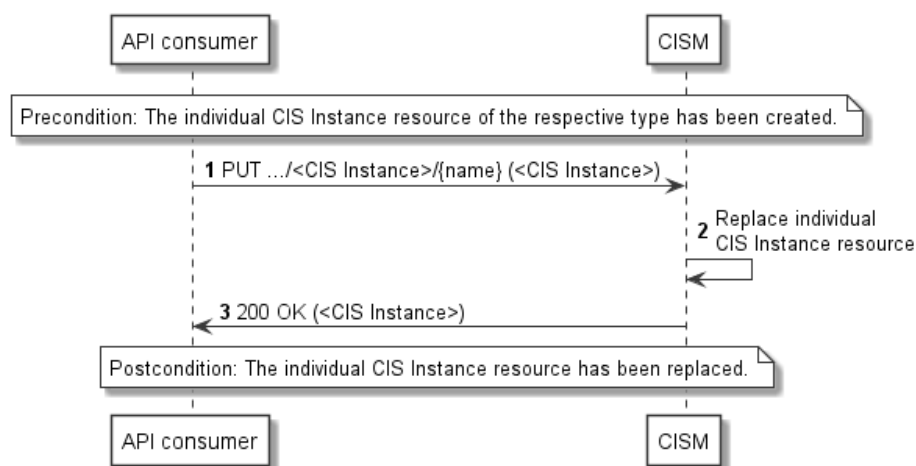 API consumer
CISM
Precondition: The individual CIS Instance resource of the respective type has been created.
1 PUT .../<CIS Instance>/{name} (<CIS Instance>)
2 Replace individual
CIS Instance resource
3 200 OK (<CIS Instance>)
Postcondition: The individual CIS Instance resource has been replaced.
API consumer
CISM